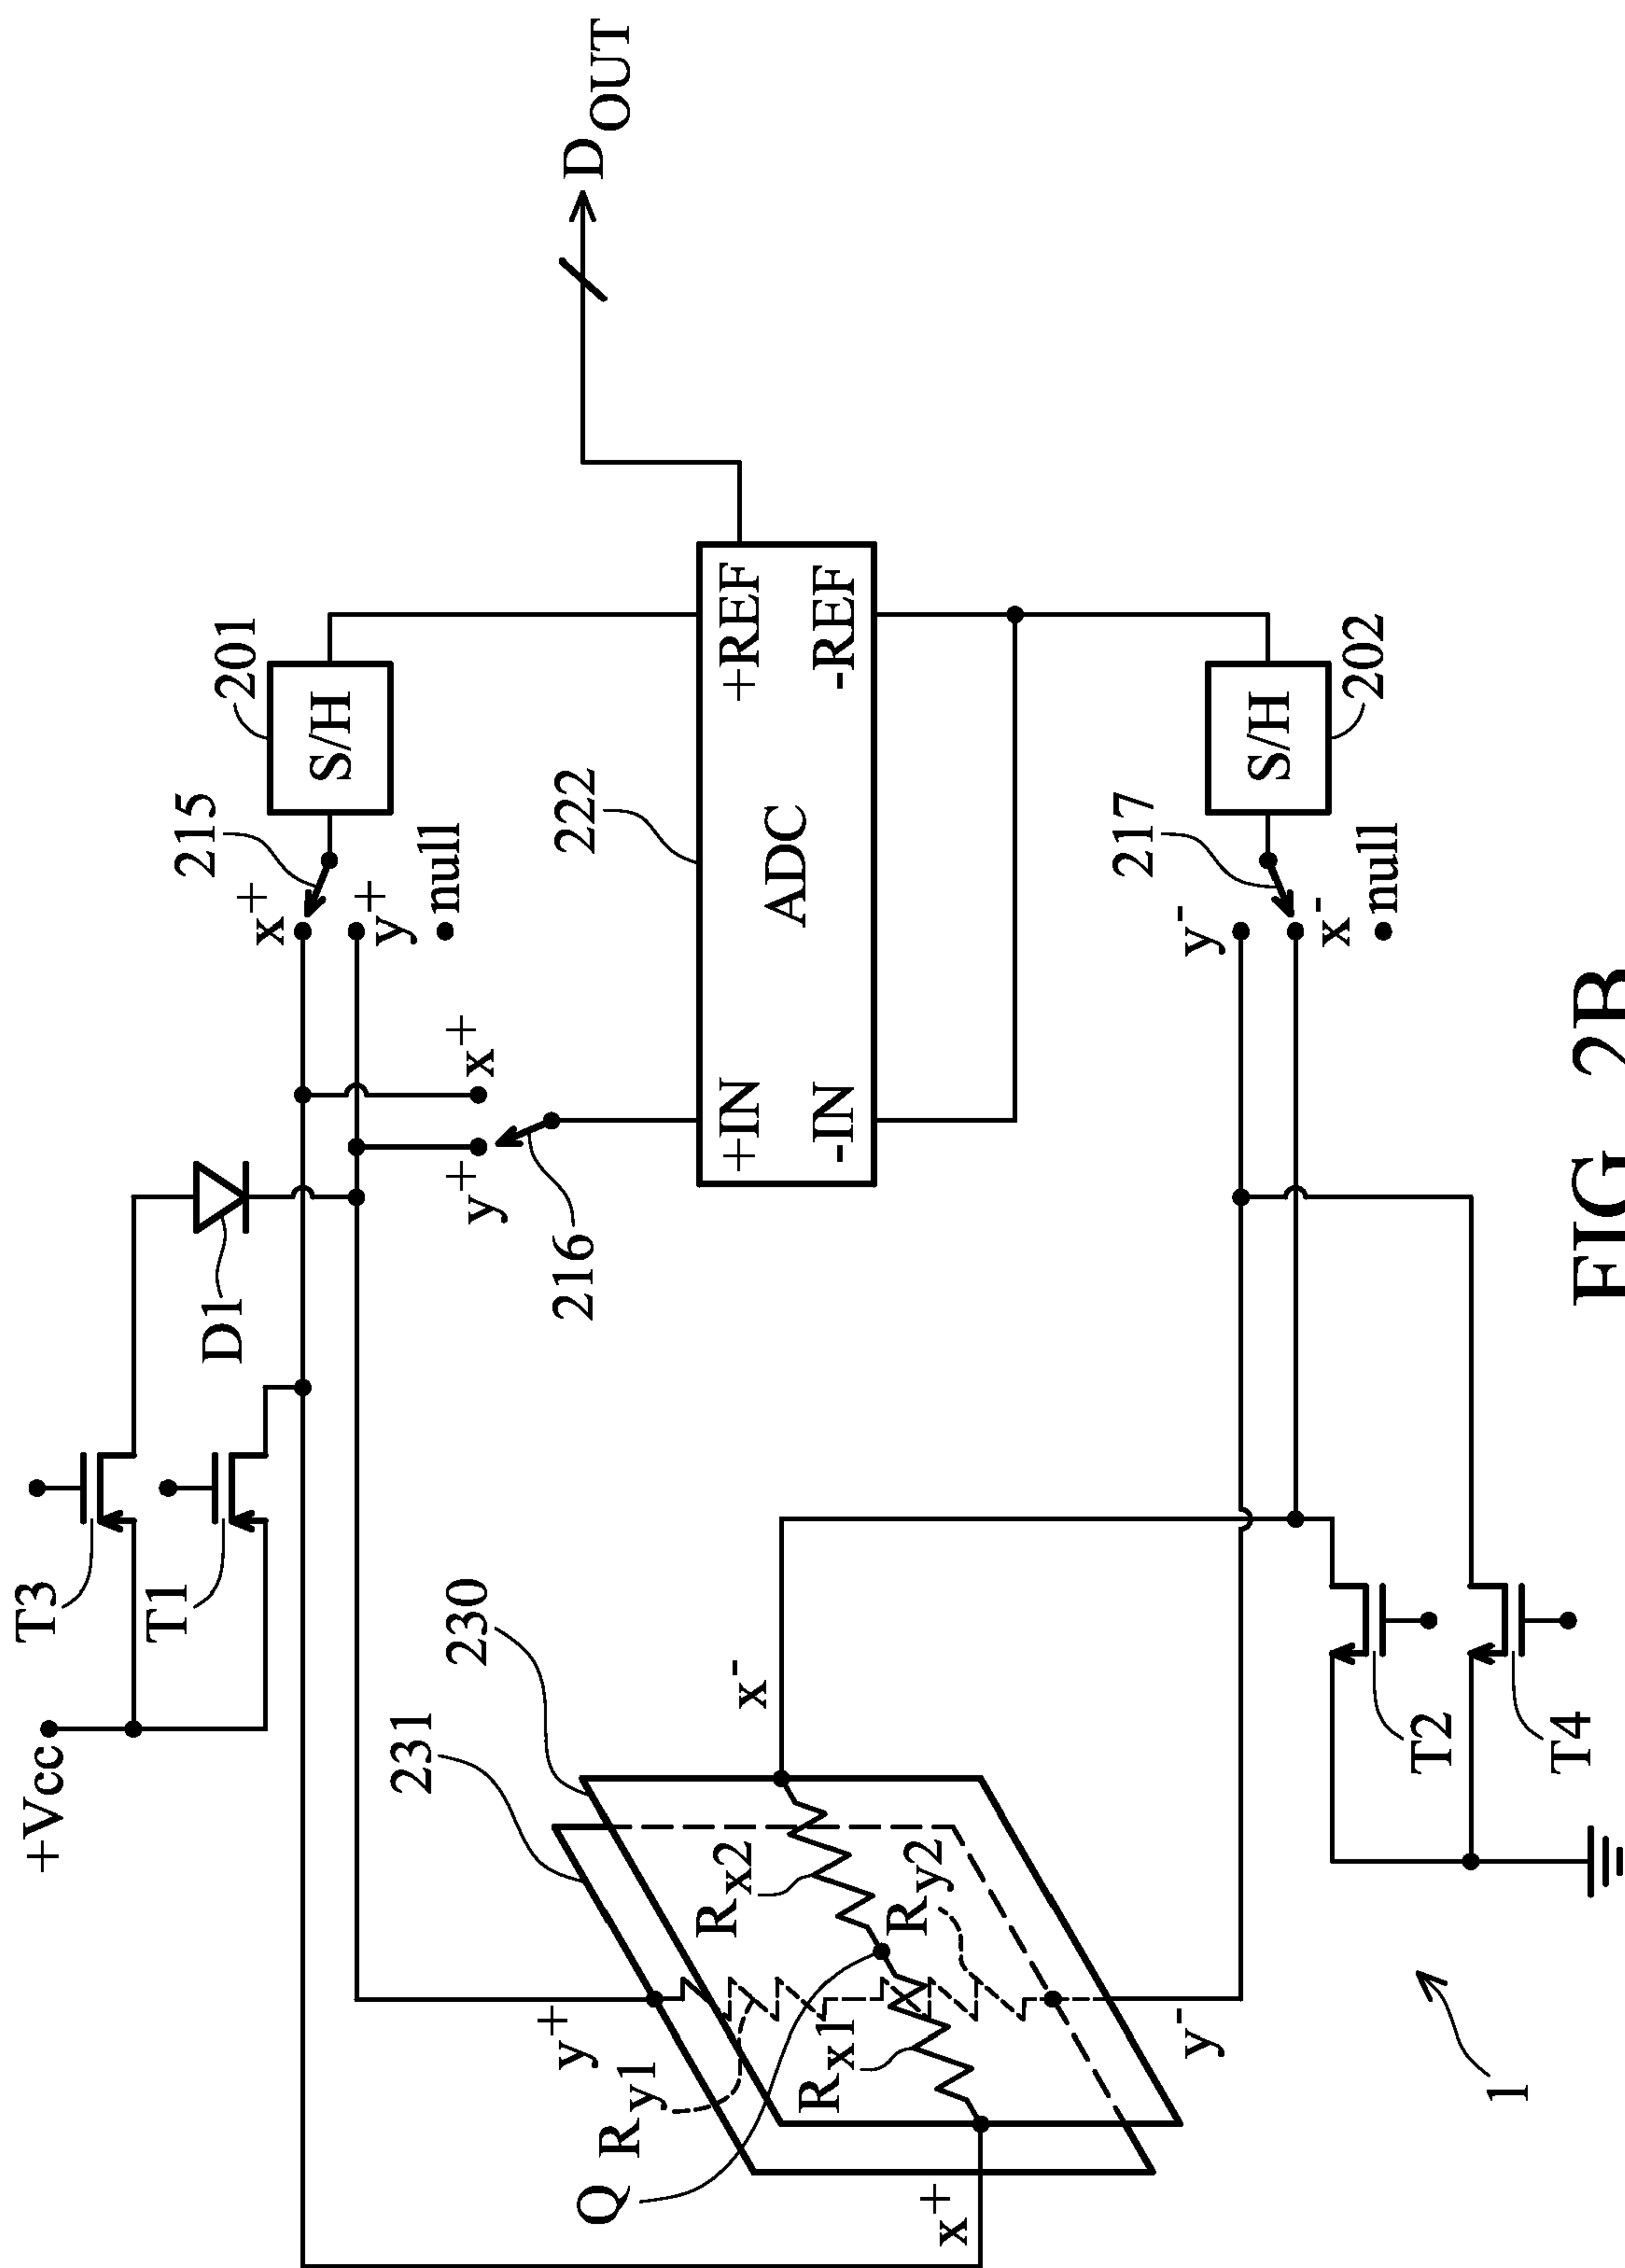 +Vcc
T3
T1
D1
x+
215
S/H
201
y+
null
y+
x+
216
+IN
+REF
222
ADC
-IN
-REF
D_OUT
231
230
x-
y+
R_y1
R_x2
Q
R_x1
R_y2
x+
y-
y-
217
S/H
202
x-
null
T2
T4
1
FIG. 2B